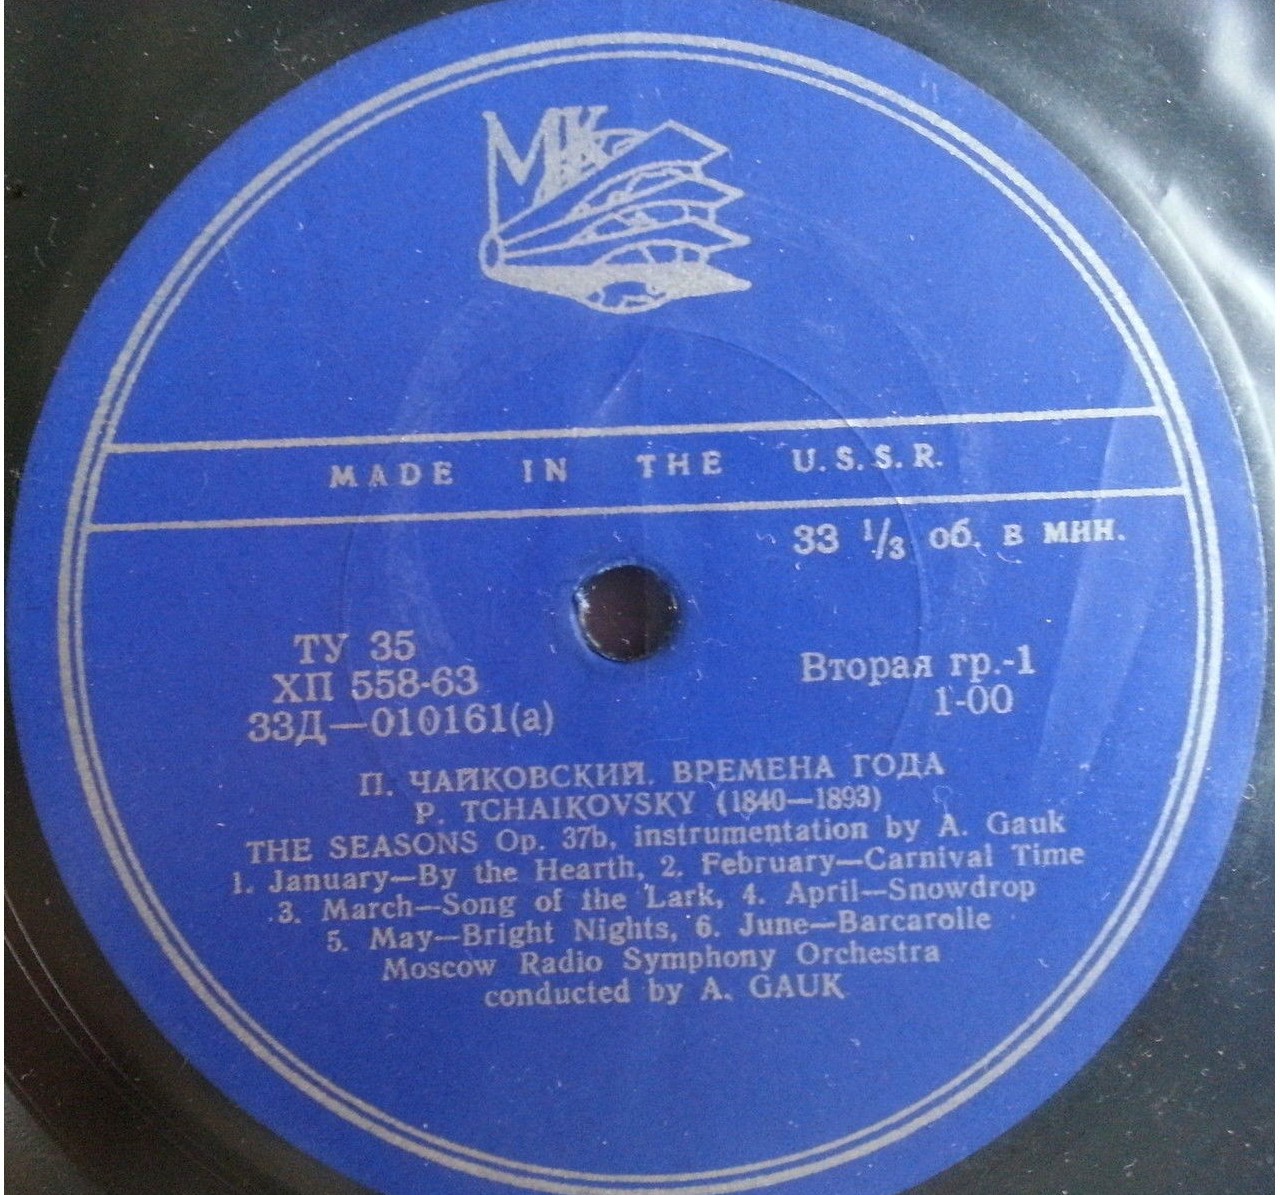 МК
MADE IN THE U.S.S.R.
33 1/3 об. в мин.
ТУ 35
ХП 558-63
33Д—010161(а)
Вторая гр.-1
1-00
П. ЧАЙКОВСКИЙ. ВРЕМЕНА ГОДА
P. TCHAIKOVSKY (1840—1893)
THE SEASONS Op. 37b, instrumentation by A. Gauk
1. January—By the Hearth, 2. February—Carnival Time
3. March—Song of the Lark, 4. April—Snowdrop
5. May—Bright Nights, 6. June—Barcarolle
Moscow Radio Symphony Orchestra
conducted by A. GAUK